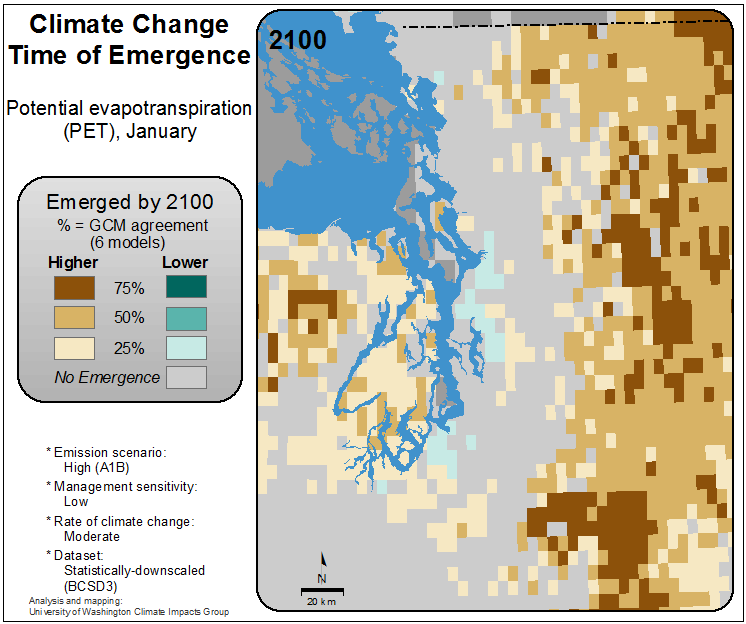 Climate Change
Time of Emergence
Potential evapotranspiration
(PET), January
Emerged by 2100
% = GCM agreement
(6 models)
Higher Lower
75%
50%
25%
No Emergence
* Emission scenario:
High (A1B)
* Management sensitivity:
Low
* Rate of climate change:
Moderate
* Dataset:
Statistically-downscaled
(BCSD3)
Analysis and mapping:
University of Washington Climate Impacts Group
2100
N
20 km